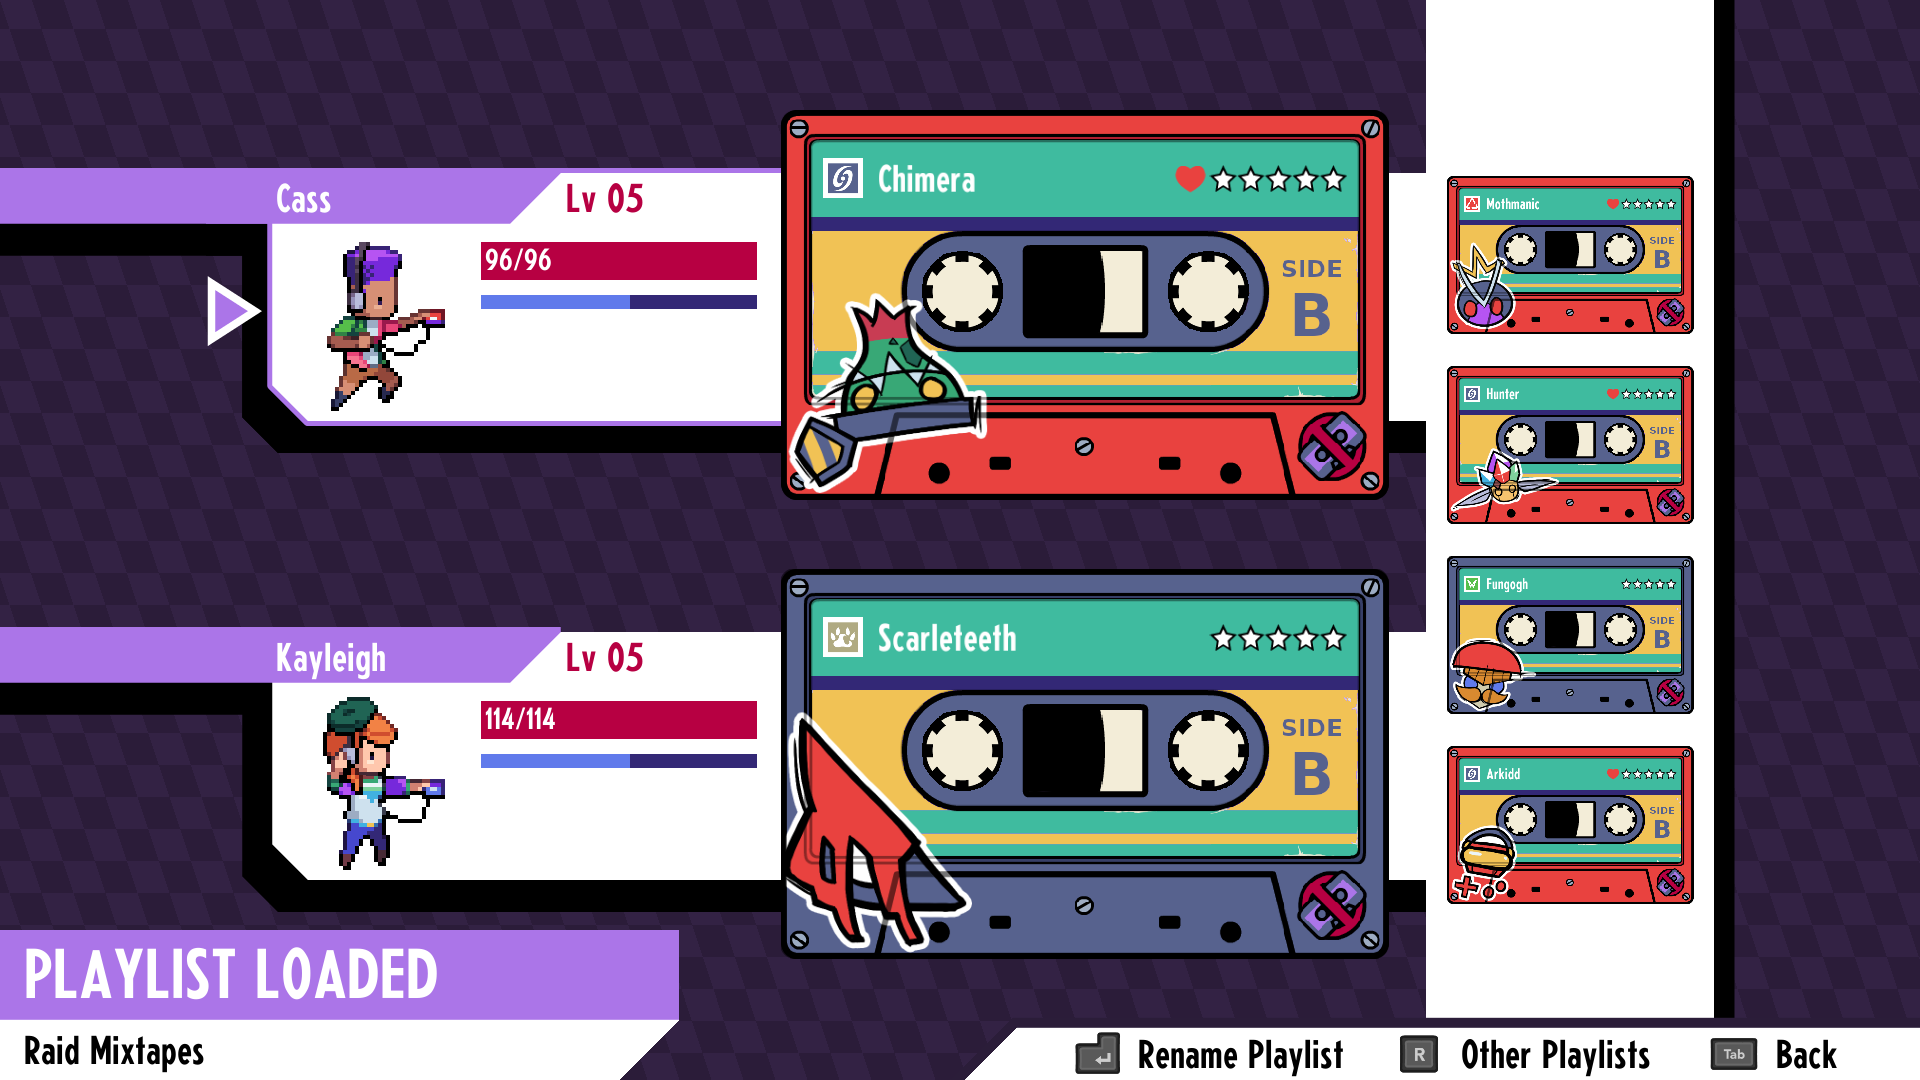 Cass
Lv 05
96/96
Chimera
SIDE
B
Kayleigh
Lv 05
114/114
Scarleteeth
SIDE
B
Mothmanic
SIDE
B
Hunter
SIDE
B
Fungogh
SIDE
B
Arkidd
SIDE
B
PLAYLIST LOADED
Raid Mixtapes
Rename Playlist
R Other Playlists
Tab Back